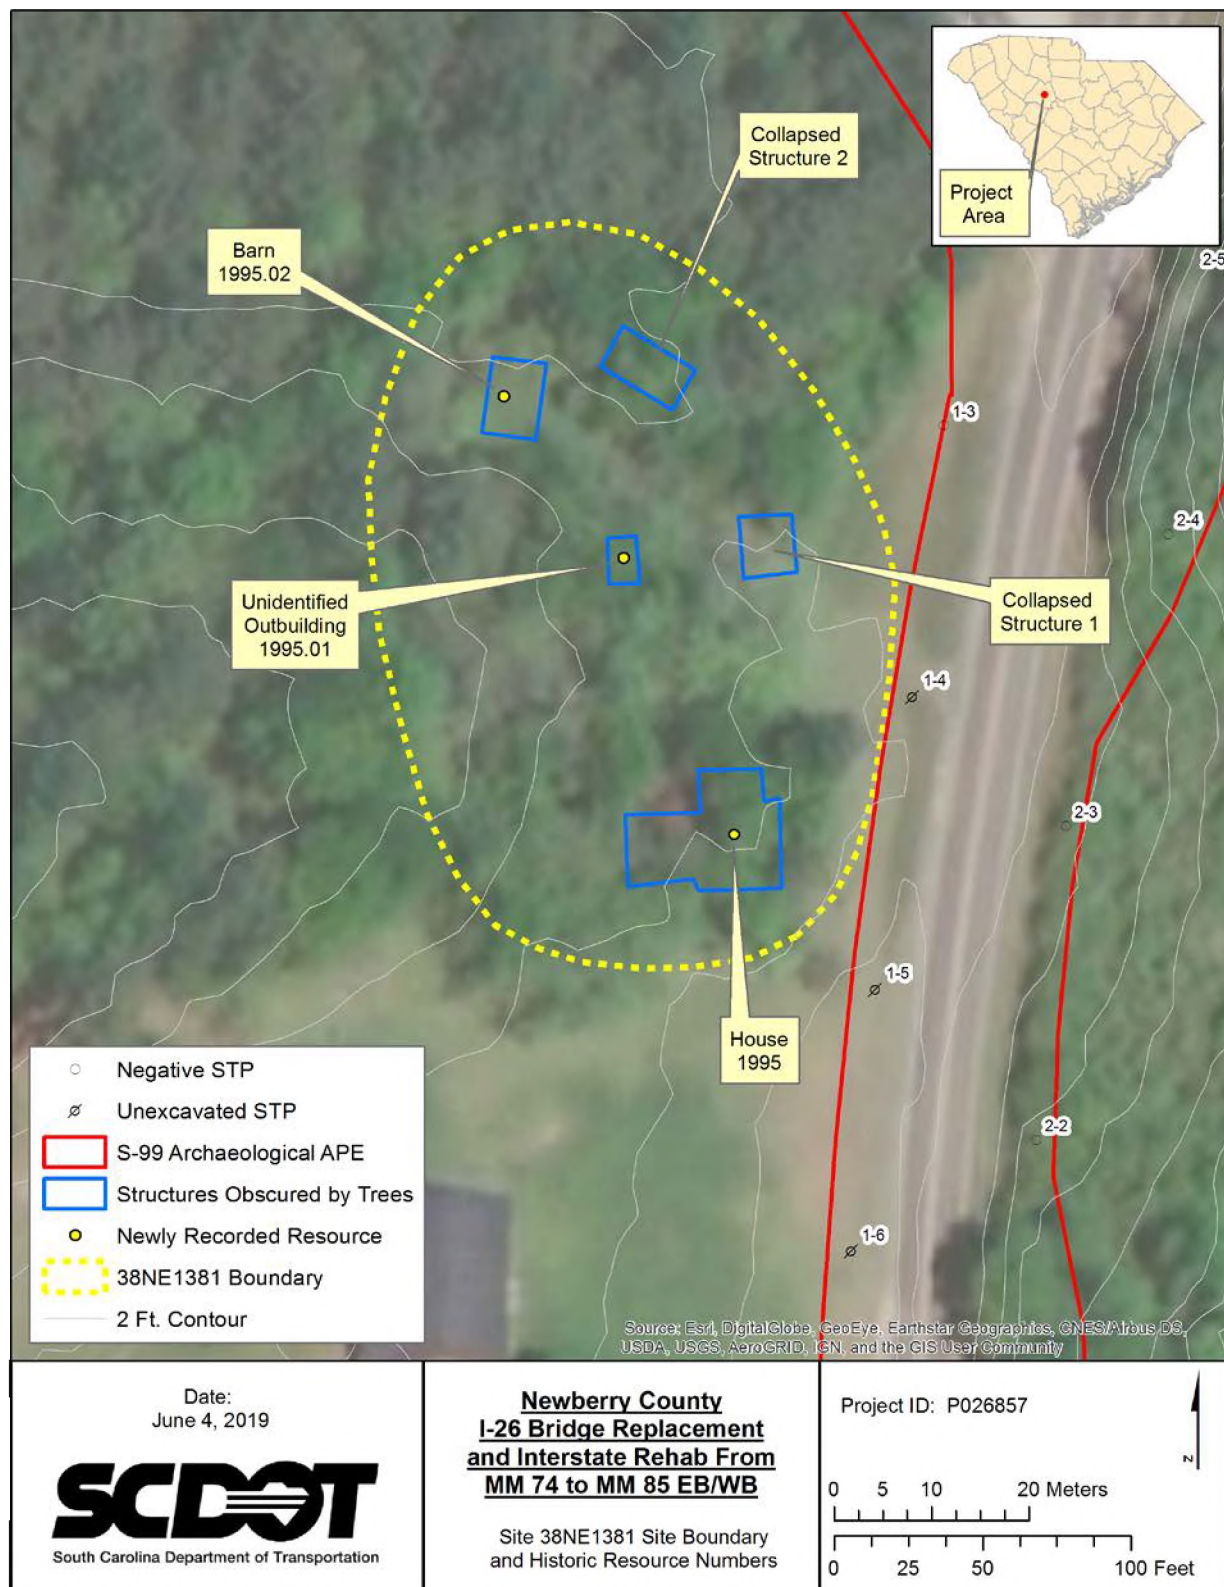 Collapsed
Structure 2
Project
Area
2-5
Barn
1995.02
1-3
2-4
Unidentified
Outbuilding
1995.01
Collapsed
Structure 1
1-4
2-3
1-5
House
1995
2-2
1-6
Negative STP
Unexcavated STP
S-99 Archaeological APE
Structures Obscured by Trees
Newly Recorded Resource
38NE1381 Boundary
2 Ft. Contour
Source: Esri, DigitalGlobe, GeoEye, Earthstar Geographics, CNES/Airbus DS,
USDA, USGS, AeroGRID, IGN, and the GIS User Community
Date:
June 4, 2019
SCDOT
South Carolina Department of Transportation
Newberry County
I-26 Bridge Replacement
and Interstate Rehab From
MM 74 to MM 85 EB/WB
Site 38NE1381 Site Boundary
and Historic Resource Numbers
Project ID: P026857
N
0 5 10 20 Meters
0 25 50 100 Feet